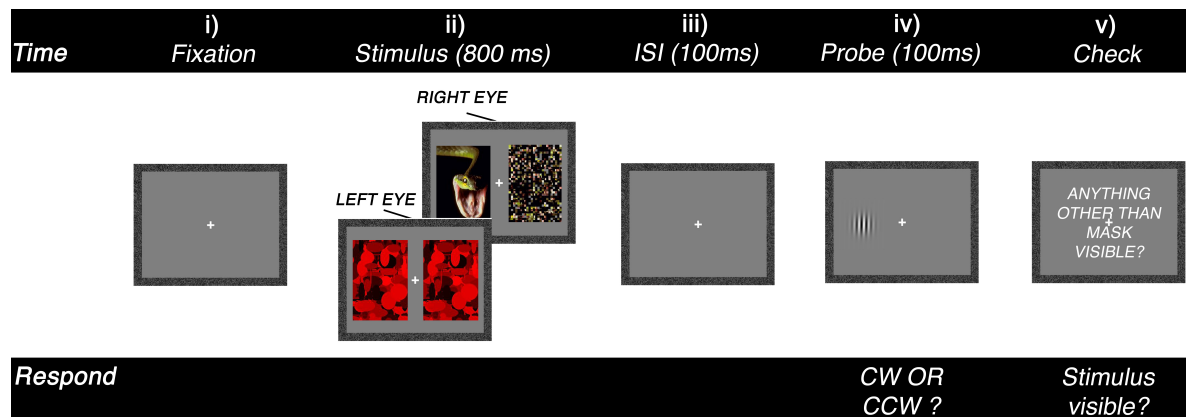 i) ii) iii) iv) v)
Time Fixation Stimulus (800 ms) ISI (100ms) Probe (100ms) Check
RIGHT EYE
LEFT EYE
ANYTHING
OTHER THAN
MASK
VISIBLE?
Respond CW OR Stimulus
CCW ? visible?